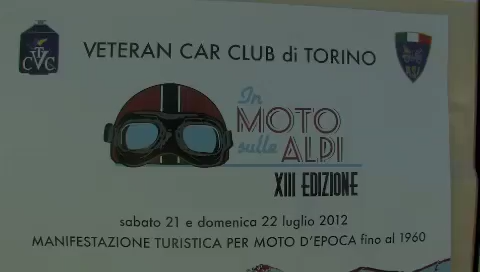 VCCT
VETERAN CAR CLUB di TORINO
In
MOTO
sulle
ALPI
XIII EDIZIONE
sabato 21 e domenica 22 luglio 2012
MANIFESTAZIONE TURISTICA PER MOTO D'EPOCA fino al 1960